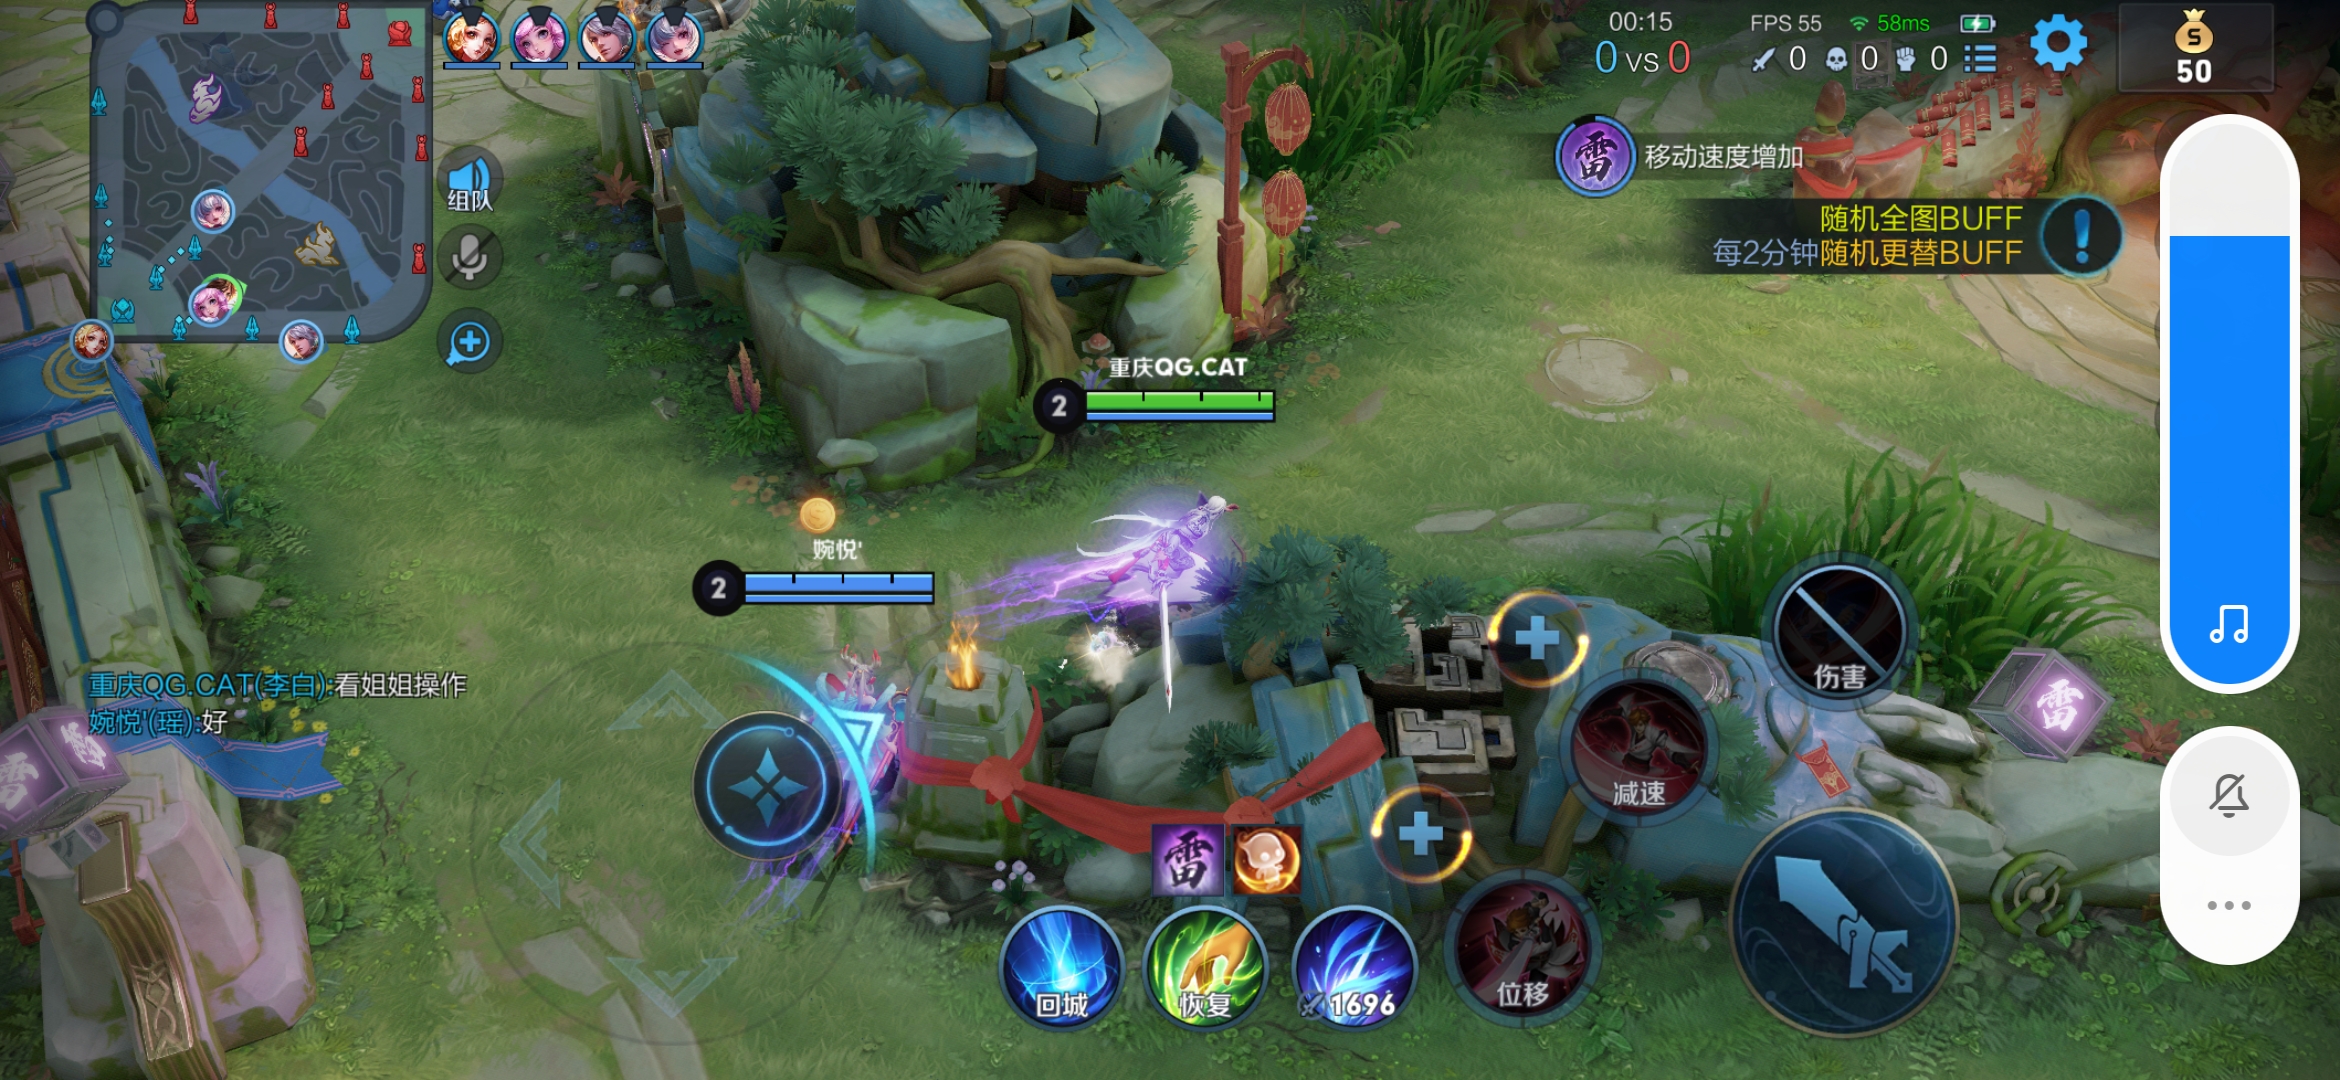 00:15
FPS 55
58ms
0 VS 0
0
0
0
50
组队
雷
移动速度增加
随机全图BUFF
每2分钟随机更替BUFF
重庆QG.CAT
2
婉悦'
2
重庆QG.CAT(李白):看姐姐操作
婉悦'(瑶):好
伤害
雷
雷
减速
雷
回城
恢复
1696
位移